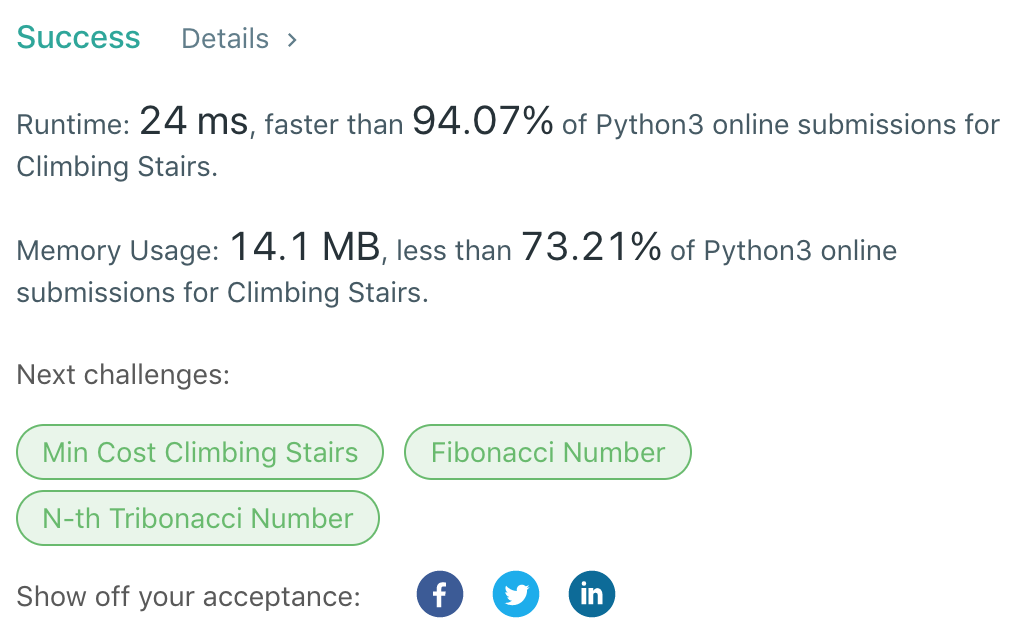 Success Details >
Runtime: 24 ms, faster than 94.07% of Python3 online submissions for
Climbing Stairs.
Memory Usage: 14.1 MB, less than 73.21% of Python3 online
submissions for Climbing Stairs.
Next challenges:
Min Cost Climbing Stairs Fibonacci Number
N-th Tribonacci Number
Show off your acceptance: f in